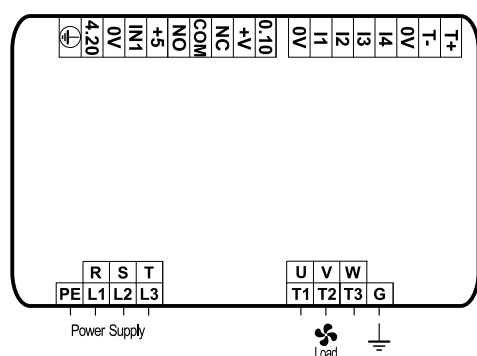 4.20 0V IN1 +5 NO COM NC +V 0.10 0V I1 I2 I3 I4 0V T- T+
R S T U V W
PE L1 L2 L3 T1 T2 T3 G
Power Supply
Load